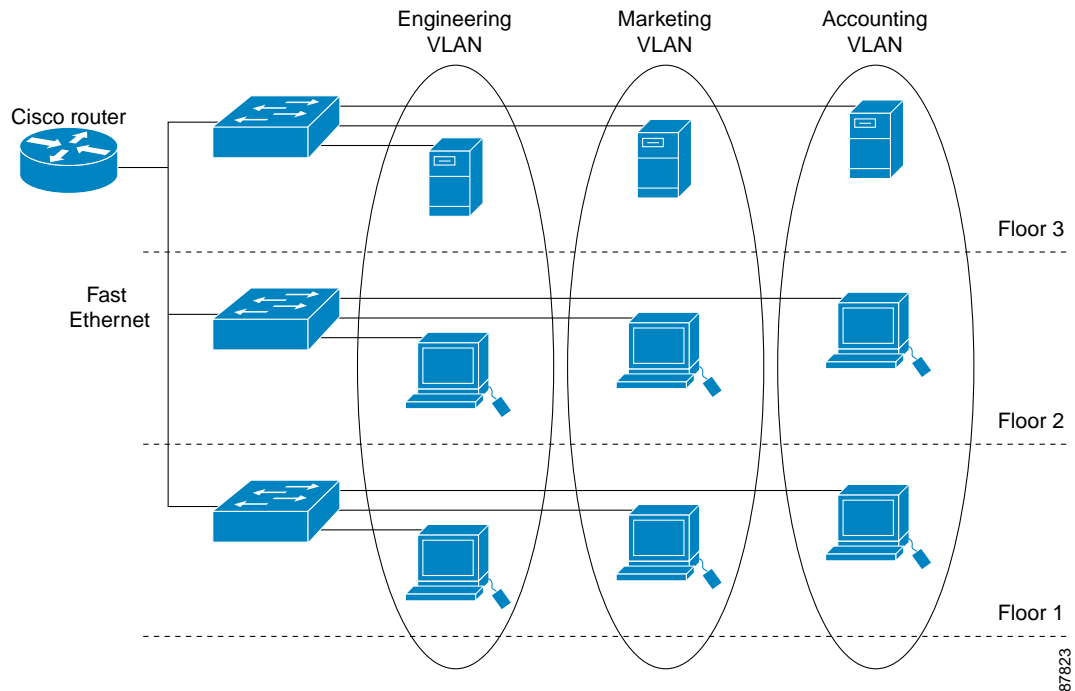 Engineering
VLAN
Marketing
VLAN
Accounting
VLAN
Cisco router
Floor 3
Fast
Ethernet
Floor 2
Floor 1
87823